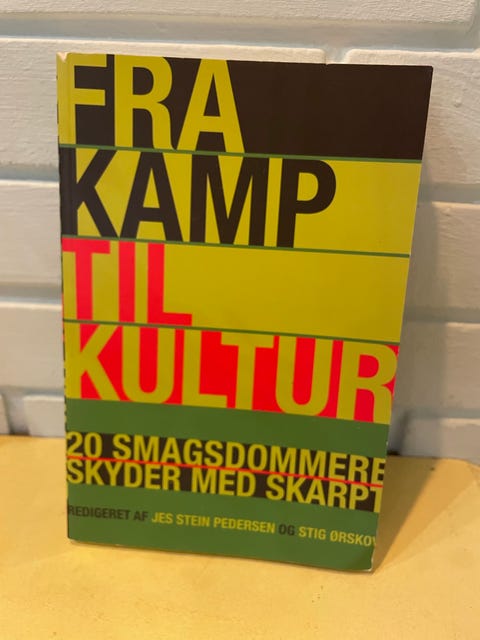 FRA
KAMP
TIL
KULTUR
20 SMAGSDOMMERE
SKYDER MED SKARPT
REDIGERET AF JES STEIN PEDERSEN OG STIG ØRSKOV